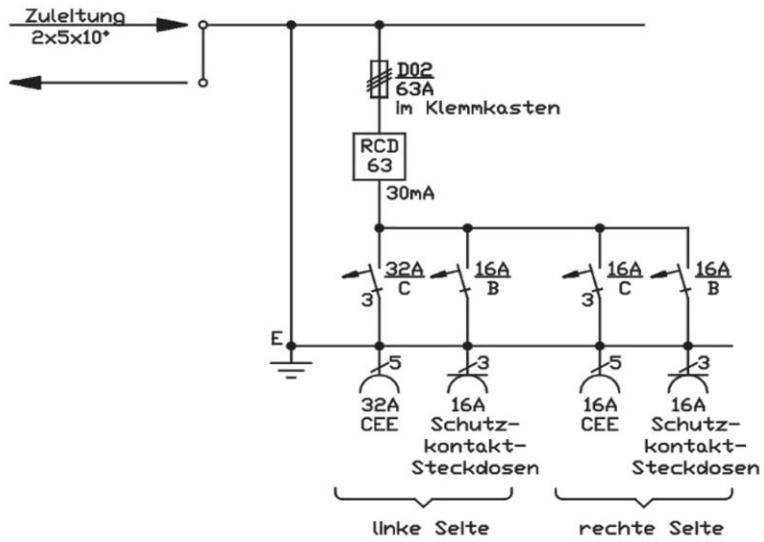 Zuleitung
2x5x10⁺
D02
63A
im Klemmkasten
RCD
63
30mA
32A 16A 16A 16A
C B C B
3 3
E
5 3 5 3
32A 16A 16A 16A
CEE Schutz- CEE Schutz-
kontakt- kontakt-
Steckdosen Steckdosen
linke Seite rechte Seite